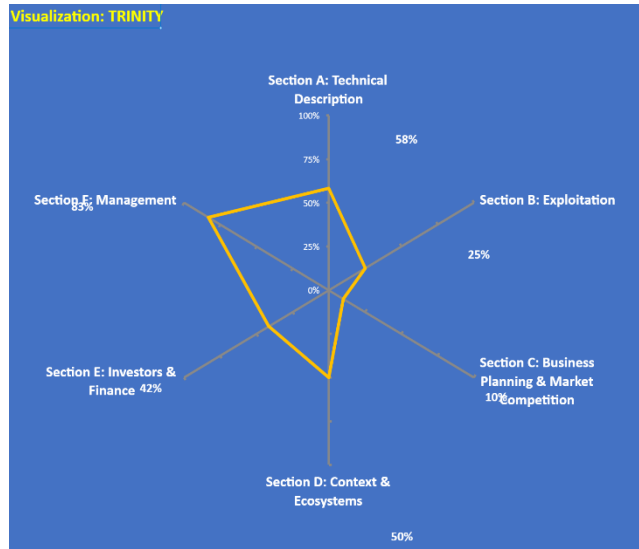 Visualization: TRINITY
Section A: Technical
Description
100%
58%
75%
Section F: Management
83%
50%
Section B: Exploitation
25%
25%
0%
Section E: Investors &
Finance
42%
Section C: Business
Planning & Market
Competition
10%
Section D: Context &
Ecosystems
50%